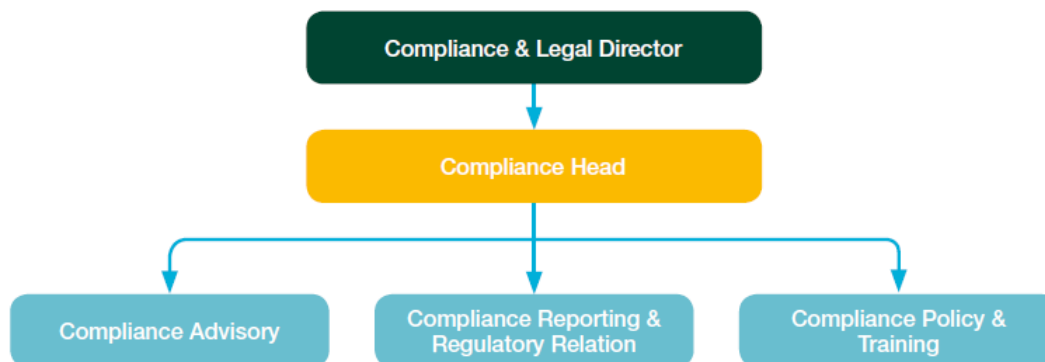 Compliance & Legal Director
Compliance Head
Compliance Advisory
Compliance Reporting &
Regulatory Relation
Compliance Policy &
Training